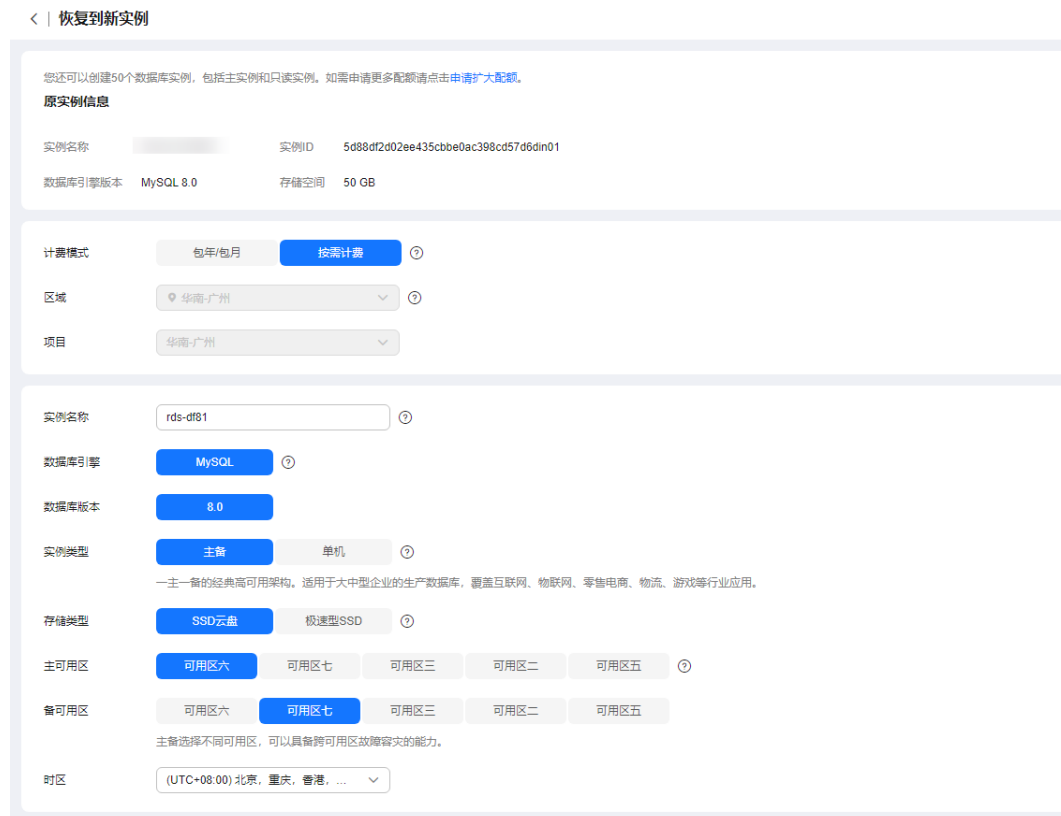 恢复到新实例
您还可以创建50个数据库实例，包括主实例和只读实例。如需申请更多配额请点击申请扩大配额。
原实例信息
实例名称 实例ID 5d88df2d02ee435cbbe0ac398cd57d6din01
数据库引擎版本 MySQL 8.0 存储空间 50 GB
计费模式 包年/包月 按需计费
区域 华南-广州
项目 华南-广州
实例名称 rds-df81
数据库引擎 MySQL
数据库版本 8.0
实例类型 主备 单机
一主一备的经典高可用架构。适用于大中型企业的生产数据库，覆盖互联网、物联网、零售电商、物流、游戏等行业应用。
存储类型 SSD云盘 极速型SSD
主可用区 可用区六 可用区七 可用区三 可用区二 可用区五
备可用区 可用区六 可用区七 可用区三 可用区二 可用区五
主备选择不同可用区，可以具备跨可用区故障容灾的能力。
时区 (UTC+08:00) 北京，重庆，香港，...